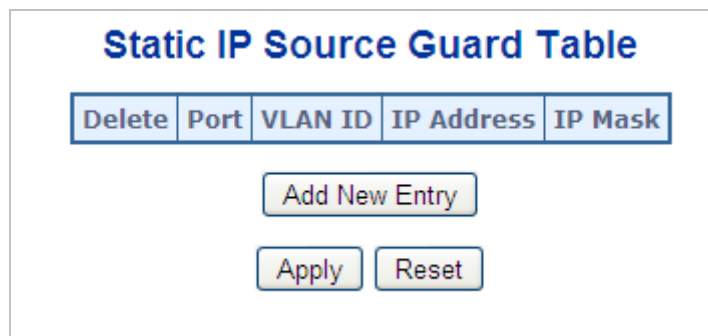 Static IP Source Guard Table
Delete Port VLAN ID IP Address IP Mask
Add New Entry
Apply Reset